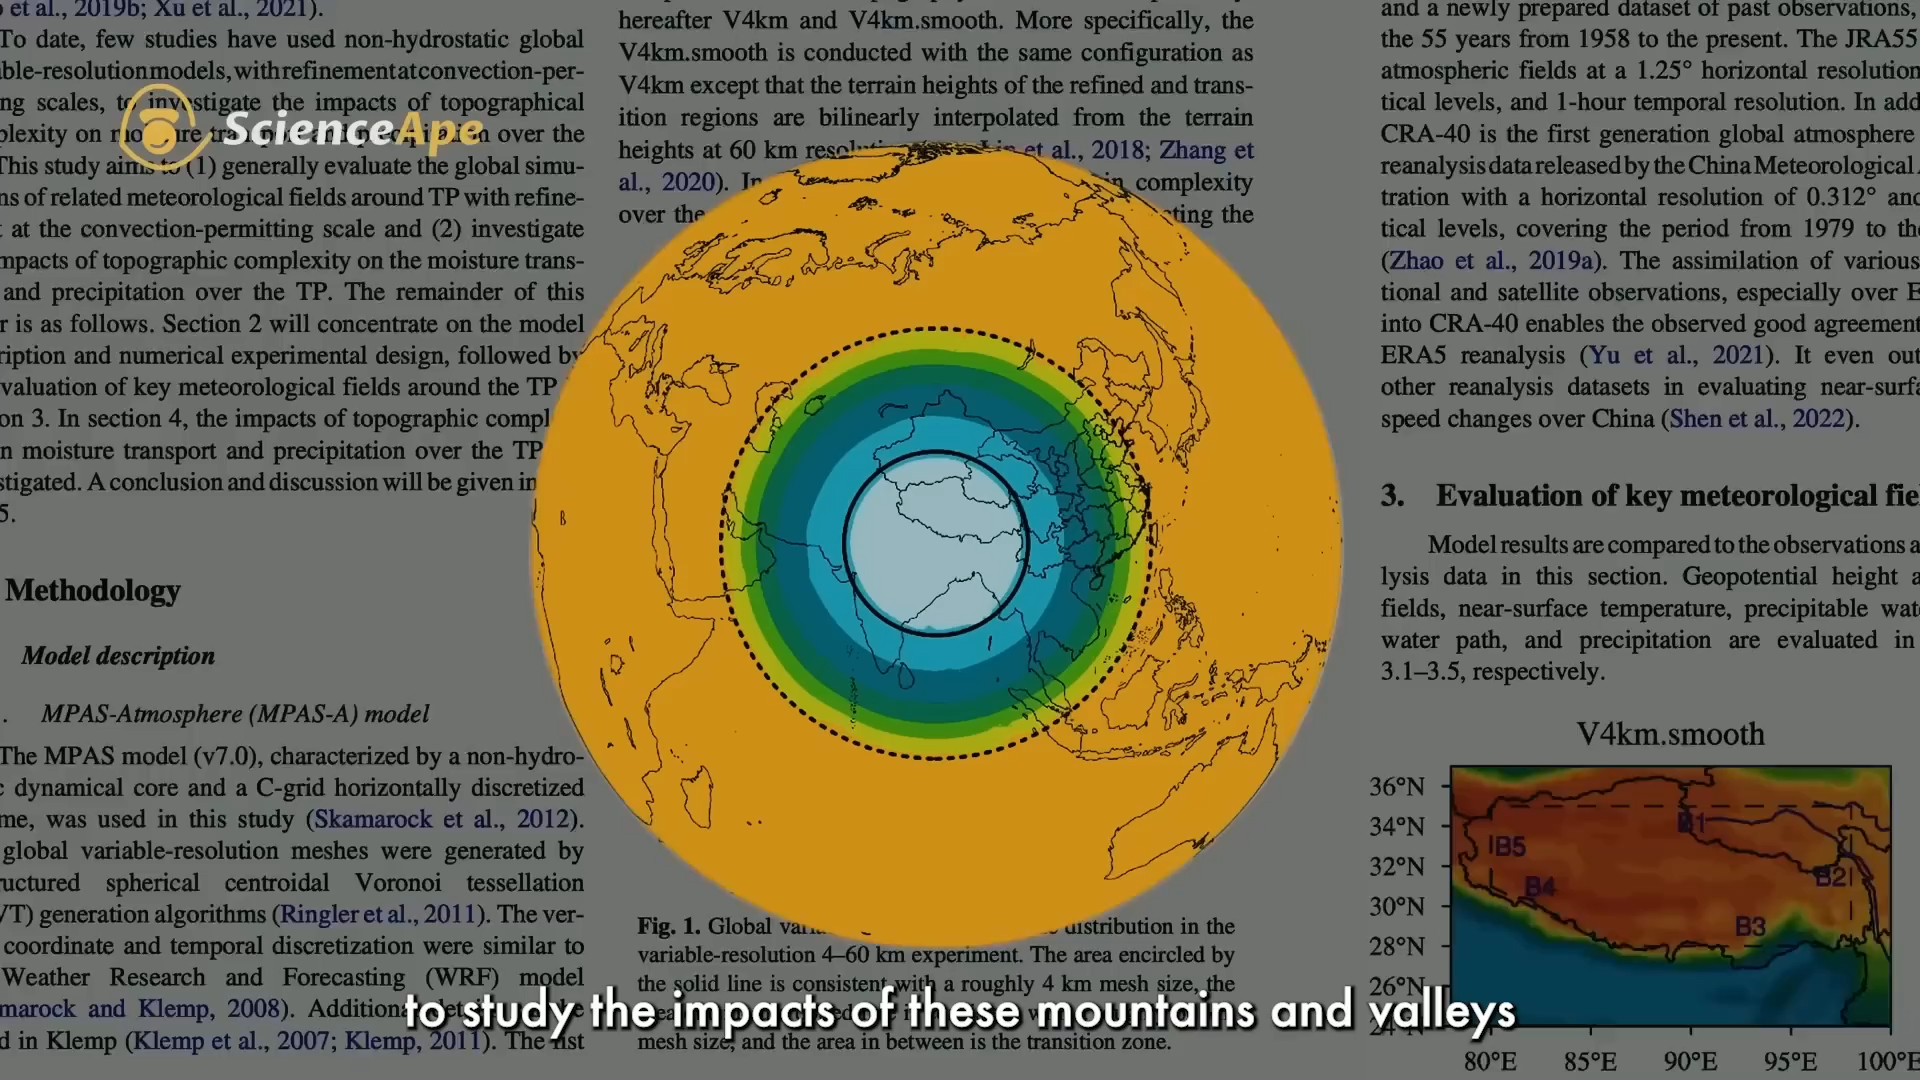 et al., 2019b; Xu et al., 2021).
To date, few studies have used non-hydrostatic global
ble-resolution models, with refinement at convection-per-
ng scales, to investigate the impacts of topographical
plexity on over the
This study aims to (1) generally evaluate the global simu-
ns of related meteorological fields around TP with refine-
t at the convection-permitting scale and (2) investigate
mpacts of topographic complexity on the moisture trans-
and precipitation over the TP. The remainder of this
r is as follows. Section 2 will concentrate on the model
ription and numerical experimental design, followed by
valuation of key meteorological fields around the TP
on 3. In section 4, the impacts of topographic compl
n moisture transport and precipitation over the TP
stigated. A conclusion and discussion will be given in
5.
ScienceApe
Methodology
Model description
. MPAS-Atmosphere (MPAS-A) model
The MPAS model (v7.0), characterized by a non-hydro-
c dynamical core and a C-grid horizontally discretized
me, was used in this study (Skamarock et al., 2012).
global variable-resolution meshes were generated by
ructured spherical centroidal Voronoi tessellation
VT) generation algorithms (Ringler et al., 2011). The ver-
coordinate and temporal discretization were similar to
Weather Research and Forecasting (WRF) model
marock and Klemp, 2008). Additional
d in Klemp (Klemp et al., 2007; Klemp, 2011). The
hereafter V4km and V4km.smooth. More specifically, the
V4km.smooth is conducted with the same configuration as
V4km except that the terrain heights of the refined and trans-
ition regions are bilinearly interpolated from the terrain
heights at 60 km et al., 2018; Zhang et
al., 2020). In complexity
over the the
Fig. 1. Global distribution in the
variable-resolution 4–60 km experiment. The area encircled by
the solid line is consistent with a roughly 4 km mesh size, the
mesh size, and the area in between is the transition zone.
to study the impacts of these mountains and valleys
and a newly prepared dataset of past observations,
the 55 years from 1958 to the present. The JRA55
atmospheric fields at a 1.25° horizontal resolution
tical levels, and 1-hour temporal resolution. In add
CRA-40 is the first generation global atmosphere
reanalysis data released by the China Meteorological
tration with a horizontal resolution of 0.312° and
tical levels, covering the period from 1979 to the
(Zhao et al., 2019a). The assimilation of various
tional and satellite observations, especially over E
into CRA-40 enables the observed good agreement
ERA5 reanalysis (Yu et al., 2021). It even out
other reanalysis datasets in evaluating near-surfa
speed changes over China (Shen et al., 2022).
3. Evaluation of key meteorological fie
Model results are compared to the observations a
lysis data in this section. Geopotential height a
fields, near-surface temperature, precipitable wat
water path, and precipitation are evaluated in
3.1–3.5, respectively.
V4km.smooth
36°N
34°N
32°N
30°N
28°N
26°N
24°N
B1
B5
B2
B4
B3
80°E 85°E 90°E 95°E 100°E